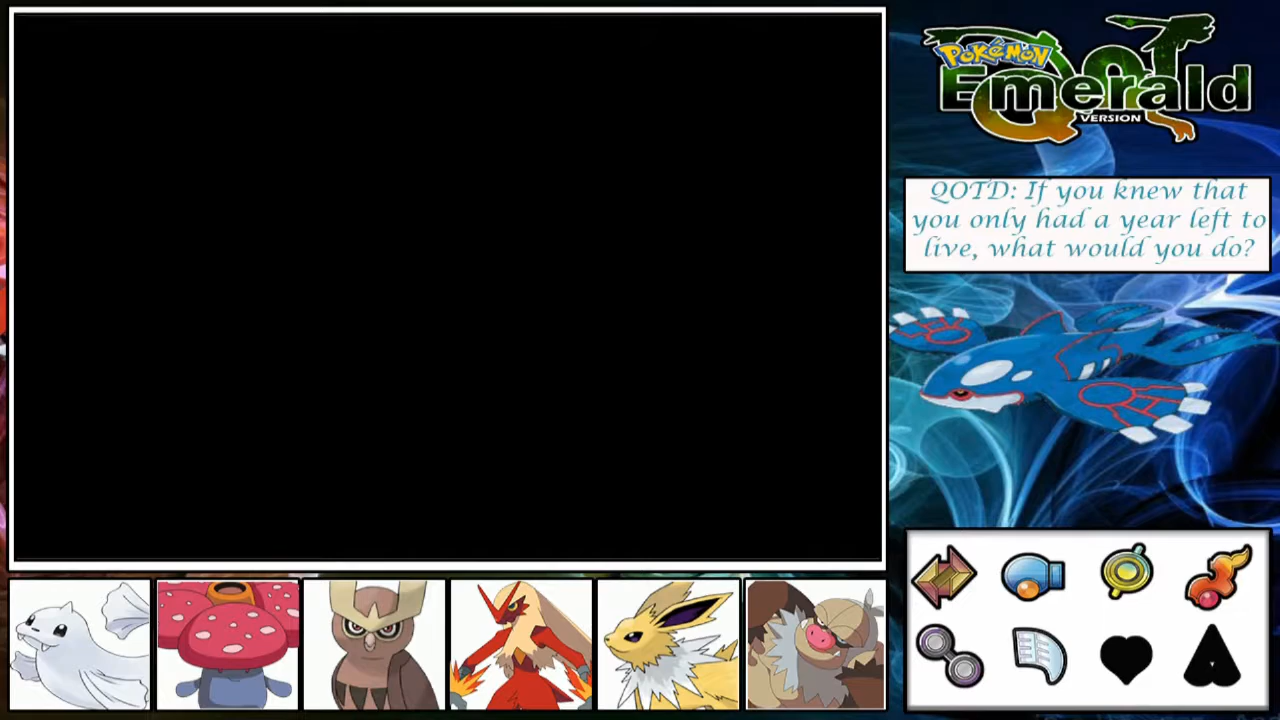 POKéMON
QOT
Emerald
VERSION
QOTD: If you knew that
you only had a year left to
live, what would you do?